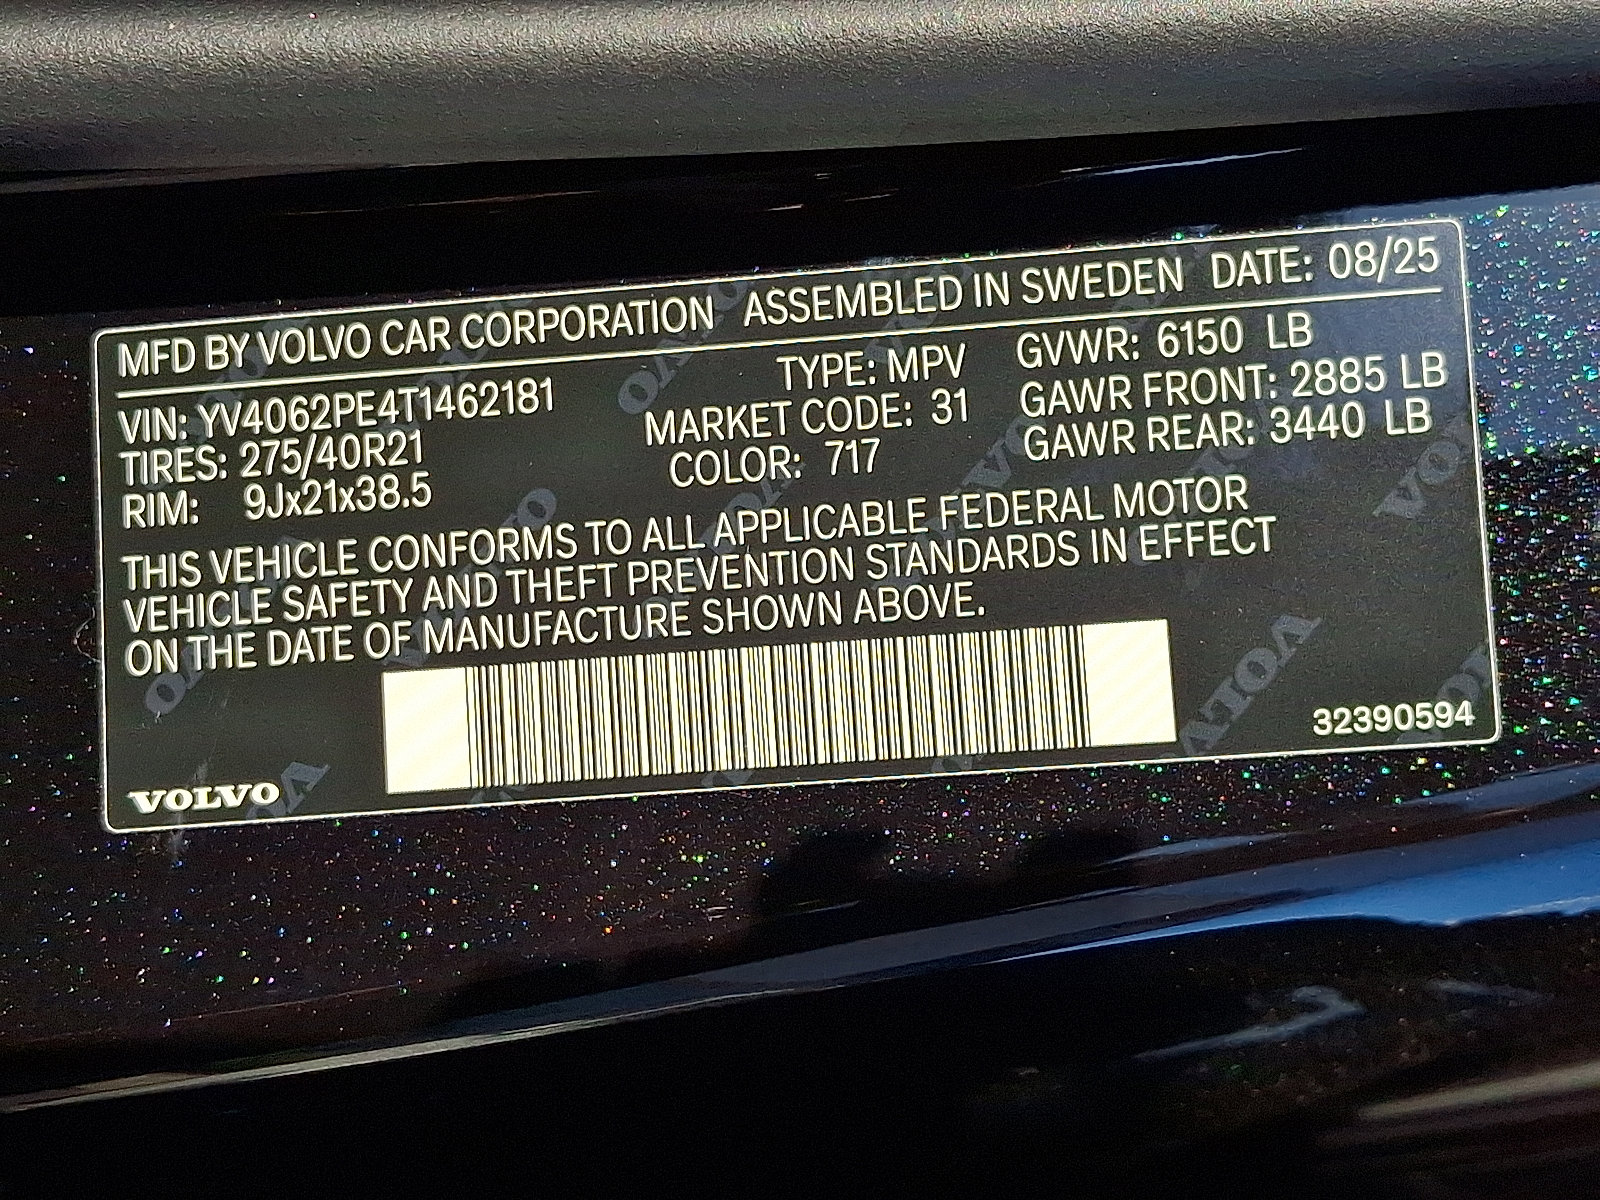 MFD BY VOLVO CAR CORPORATION ASSEMBLED IN SWEDEN DATE: 08/25
VIN: YV4062PE4T1462181 TYPE: MPV GVWR: 6150 LB
TIRES: 275/40R21 MARKET CODE: 31 GAWR FRONT: 2885 LB
RIM: 9Jx21x38.5 COLOR: 717 GAWR REAR: 3440 LB
THIS VEHICLE CONFORMS TO ALL APPLICABLE FEDERAL MOTOR
VEHICLE SAFETY AND THEFT PREVENTION STANDARDS IN EFFECT
ON THE DATE OF MANUFACTURE SHOWN ABOVE.
32390594
VOLVO